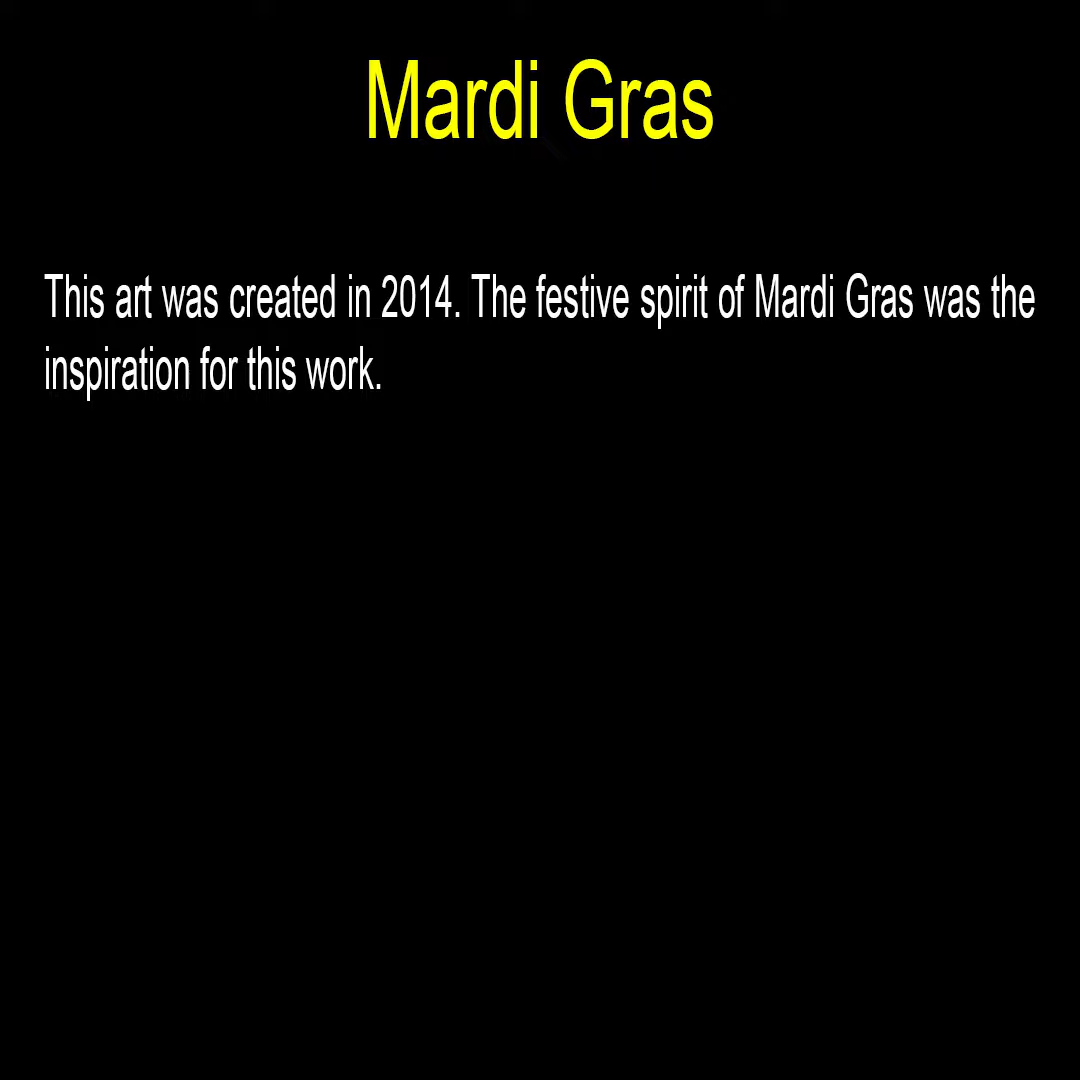 Mardi Gras
This art was created in 2014. The festive spirit of Mardi Gras was the
inspiration for this work.